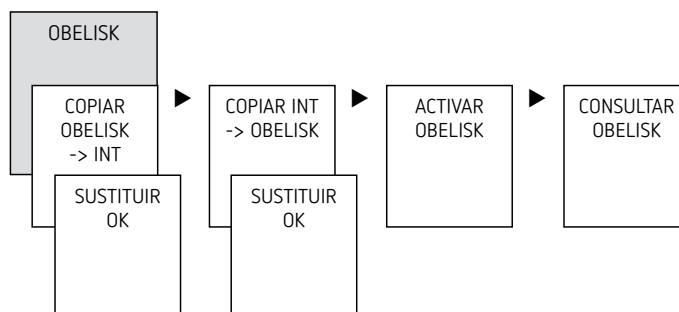 OBELISK
COPIAR
OBELISK
-> INT
SUSTITUIR
OK
COPIAR INT
-> OBELISK
SUSTITUIR
OK
ACTIVAR
OBELISK
CONSULTAR
OBELISK